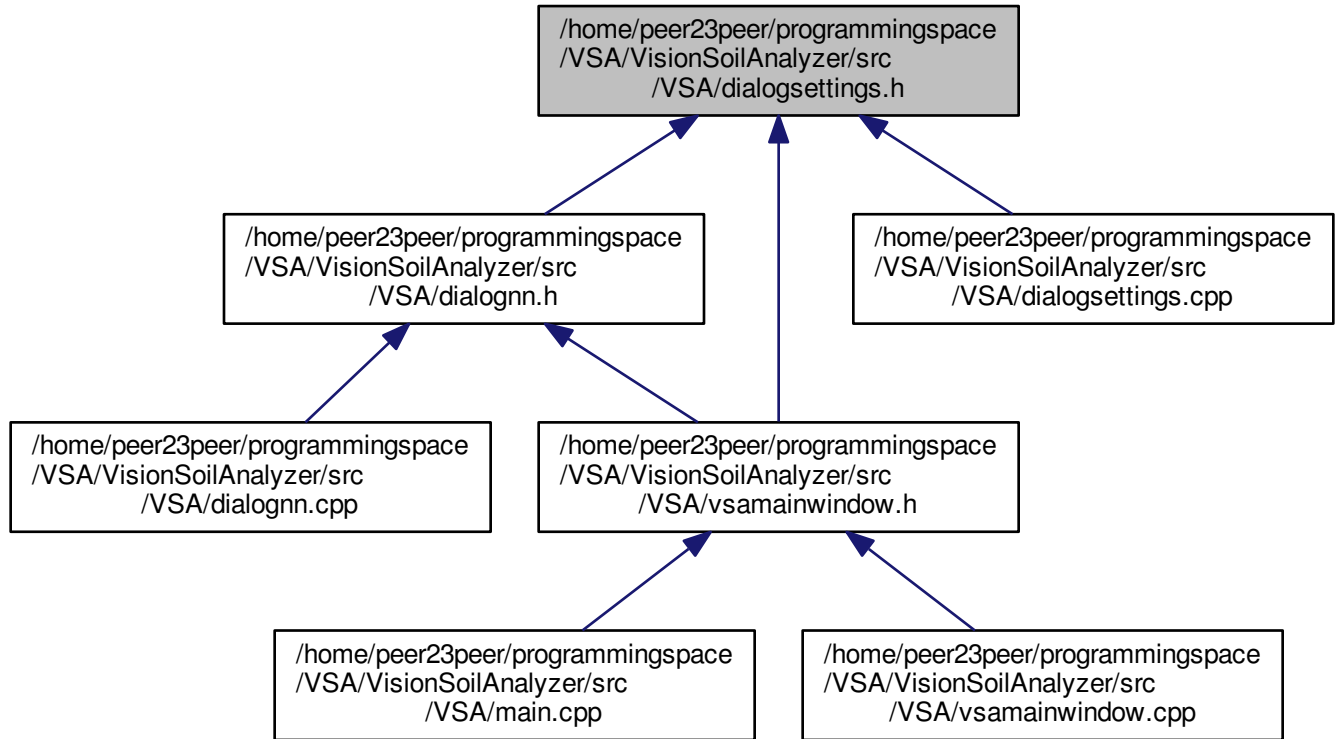 /home/peer23peer/programmingspace
/VSA/VisionSoilAnalyzer/src
/VSA/dialogsettings.h
/home/peer23peer/programmingspace
/VSA/VisionSoilAnalyzer/src
/VSA/dialognn.h
/home/peer23peer/programmingspace
/VSA/VisionSoilAnalyzer/src
/VSA/dialogsettings.cpp
/home/peer23peer/programmingspace
/VSA/VisionSoilAnalyzer/src
/VSA/dialognn.cpp
/home/peer23peer/programmingspace
/VSA/VisionSoilAnalyzer/src
/VSA/vsamainwindow.h
/home/peer23peer/programmingspace
/VSA/VisionSoilAnalyzer/src
/VSA/main.cpp
/home/peer23peer/programmingspace
/VSA/VisionSoilAnalyzer/src
/VSA/vsamainwindow.cpp